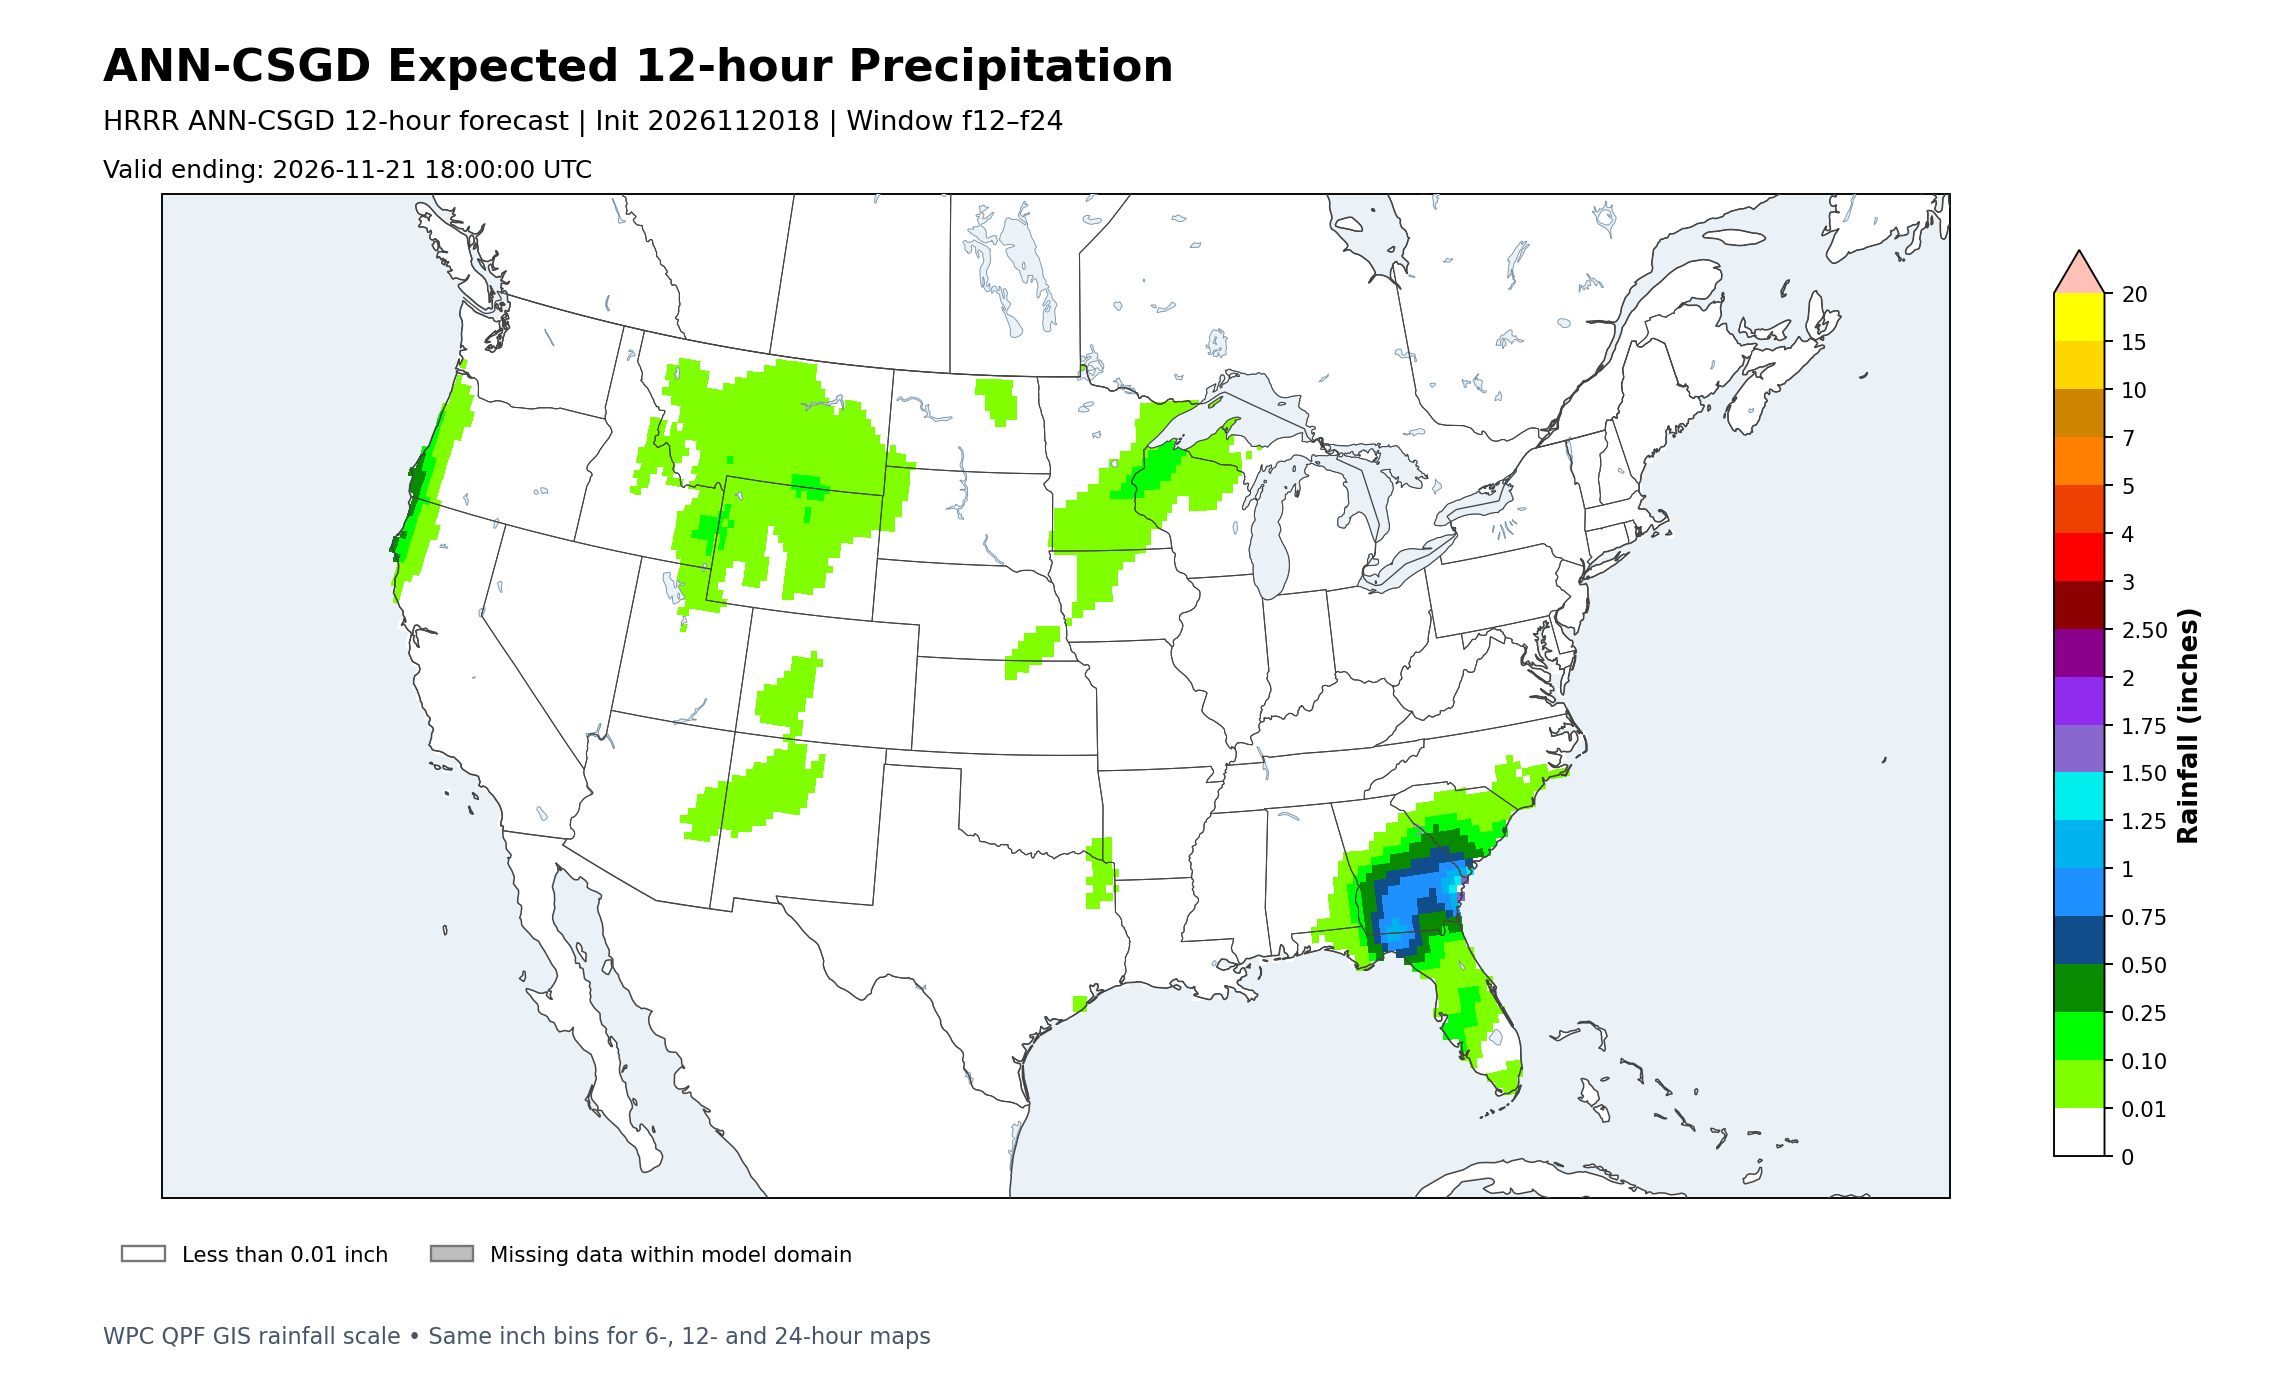 ANN-CSGD Expected 12-hour Precipitation
HRRR ANN-CSGD 12-hour forecast | Init 2026112018 | Window f12–f24
Valid ending: 2026-11-21 18:00:00 UTC
20
15
10
7
5
4
3
2.50
2
1.75
1.50
1.25
1
0.75
0.50
0.25
0.10
0.01
0
Rainfall (inches)
Less than 0.01 inch
Missing data within model domain
WPC QPF GIS rainfall scale • Same inch bins for 6-, 12- and 24-hour maps